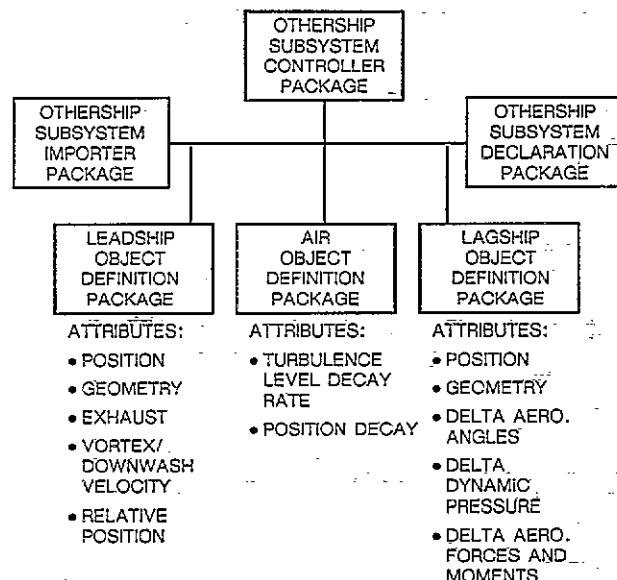 OTHERSHIP
SUBSYSTEM
CONTROLLER
PACKAGE
OTHERSHIP
SUBSYSTEM
IMPORTER
PACKAGE
OTHERSHIP
SUBSYSTEM
DECLARATION
PACKAGE
LEADSHIP
OBJECT
DEFINITION
PACKAGE
ATTRIBUTES:
• POSITION
• GEOMETRY
• EXHAUST
• VORTEX/
DOWNWASH
VELOCITY
• RELATIVE
POSITION
AIR
OBJECT
DEFINITION
PACKAGE
ATTRIBUTES:
• TURBULENCE
LEVEL DECAY
RATE
• POSITION DECAY
LAGSHIP
OBJECT
DEFINITION
PACKAGE
ATTRIBUTES:
• POSITION
• GEOMETRY
• DELTA AERO.
ANGLES
• DELTA
DYNAMIC
PRESSURE
• DELTA AERO.
FORCES AND
MOMENTS